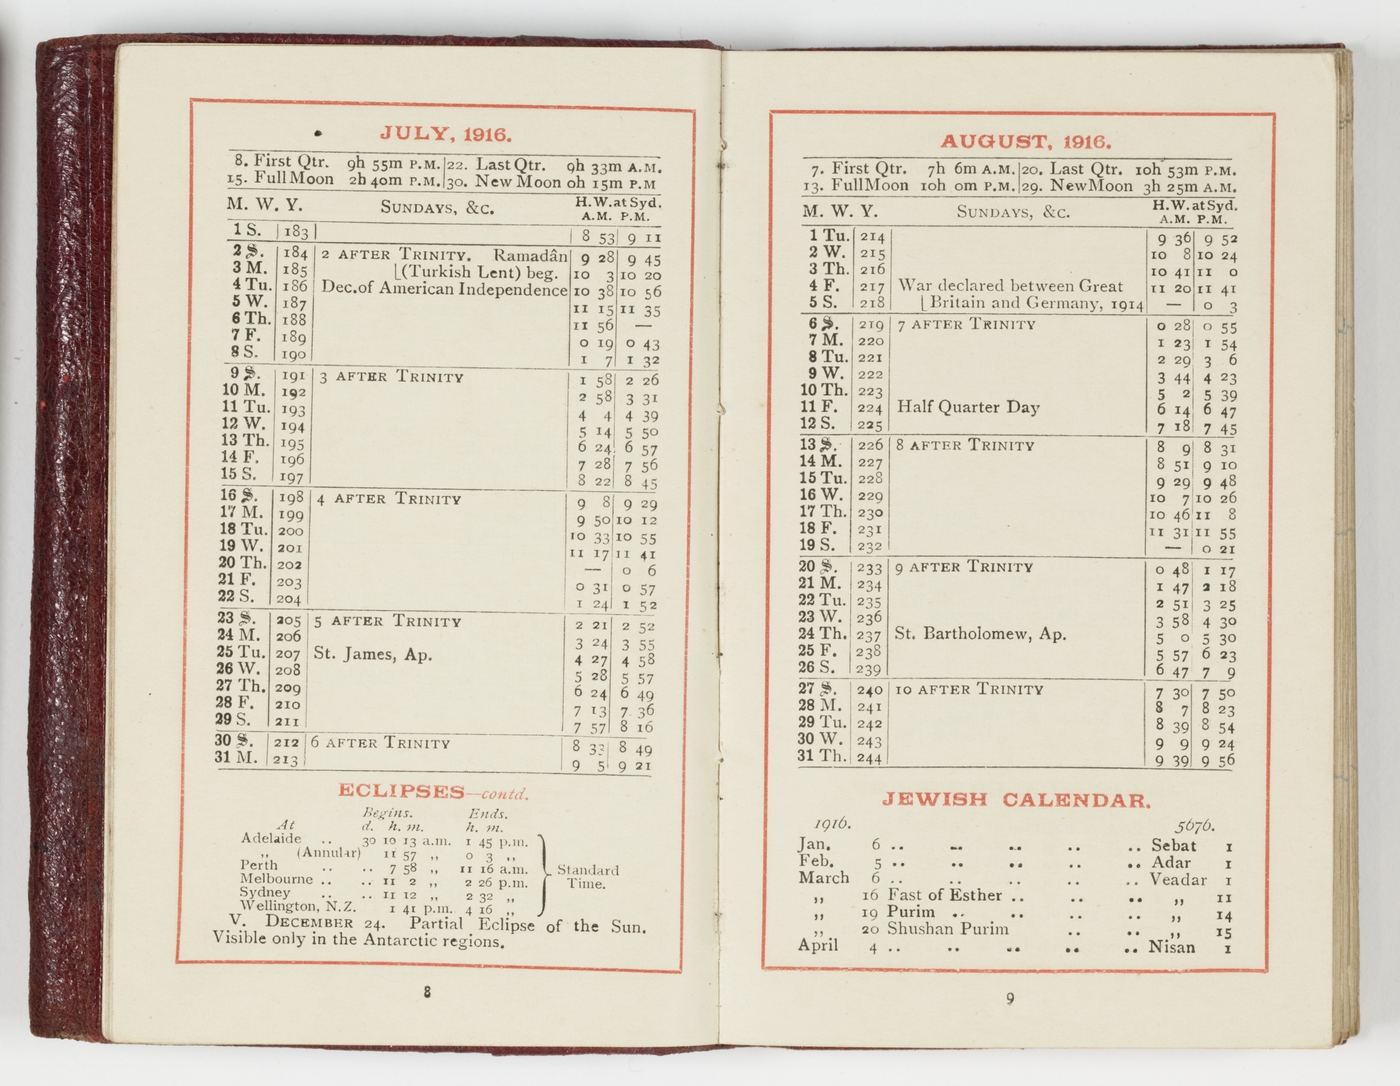 JULY, 1916.
8. First Qtr. 9h 55m P.M. 22. Last Qtr. 9h 33m A.M.
15. Full Moon 2h 40m P.M. 30. New Moon 0h 15m P.M
M. W. Y. SUNDAYS, &c. H.W. at Syd.
A.M. P.M.
1 S. 183 8 53 9 11
2 S. 184 2 AFTER TRINITY. Ramadân 9 28 9 45
3 M. 185 [(Turkish Lent) beg. 10 3 10 20
4 Tu. 186 Dec. of American Independence 10 38 10 56
5 W. 187 11 15 11 35
6 Th. 188 11 56 —
7 F. 189 0 19 0 43
8 S. 190 1 7 1 32
9 S. 191 3 AFTER TRINITY 1 58 2 26
10 M. 192 2 58 3 31
11 Tu. 193 4 4 4 39
12 W. 194 5 14 5 50
13 Th. 195 6 24 6 57
14 F. 196 7 28 7 56
15 S. 197 8 22 8 45
16 S. 198 4 AFTER TRINITY 9 8 9 29
17 M. 199 9 50 10 12
18 Tu. 200 10 33 10 55
19 W. 201 11 17 11 41
20 Th. 202 — 0 6
21 F. 203 0 31 0 57
22 S. 204 1 24 1 52
23 S. 205 5 AFTER TRINITY 2 21 2 52
24 M. 206 3 24 3 55
25 Tu. 207 St. James, Ap. 4 27 4 58
26 W. 208 5 28 5 57
27 Th. 209 6 24 6 49
28 F. 210 7 13 7 36
29 S. 211 7 57 8 16
30 S. 212 6 AFTER TRINITY 8 33 8 49
31 M. 213 9 5 9 21
ECLIPSES—contd.
Begins. Ends.
At d. h. m. h. m.
Adelaide .. 30 10 13 a.m. 1 45 p.m.
,, (Annular) 11 57 ,, 0 3 ,,
Perth .. .. 7 58 ,, 11 16 a.m.
Melbourne .. .. 11 2 ,, 2 26 p.m.
Sydney .. .. 11 12 ,, 2 32 ,,
Wellington, N.Z. 1 41 p.m. 4 16 ,,
Standard
Time.
V. DECEMBER 24. Partial Eclipse of the Sun.
Visible only in the Antarctic regions.
8
AUGUST, 1916.
7. First Qtr. 7h 6m A.M. 20. Last Qtr. 10h 53m P.M.
13. Full Moon 10h 0m P.M. 29. New Moon 3h 25m A.M.
M. W. Y. SUNDAYS, &c. H.W. at Syd.
A.M. P.M.
1 Tu. 214 9 36 9 52
2 W. 215 10 8 10 24
3 Th. 216 10 41 11 0
4 F. 217 War declared between Great 11 20 11 41
5 S. 218 [Britain and Germany, 1914 — 0 3
6 S. 219 7 AFTER TRINITY 0 28 0 55
7 M. 220 1 23 1 54
8 Tu. 221 2 29 3 6
9 W. 222 3 44 4 23
10 Th. 223 5 2 5 39
11 F. 224 Half Quarter Day 6 14 6 47
12 S. 225 7 18 7 45
13 S. 226 8 AFTER TRINITY 8 9 8 31
14 M. 227 8 51 9 10
15 Tu. 228 9 29 9 48
16 W. 229 10 7 10 26
17 Th. 230 10 46 11 8
18 F. 231 11 31 11 55
19 S. 232 — 0 21
20 S. 233 9 AFTER TRINITY 0 48 1 17
21 M. 234 1 47 2 18
22 Tu. 235 2 51 3 25
23 W. 236 3 58 4 30
24 Th. 237 St. Bartholomew, Ap. 5 0 5 30
25 F. 238 5 57 6 23
26 S. 239 6 47 7 9
27 S. 240 10 AFTER TRINITY 7 30 7 50
28 M. 241 8 7 8 23
29 Tu. 242 8 39 8 54
30 W. 243 9 9 9 24
31 Th. 244 9 39 9 56
JEWISH CALENDAR.
1916. 5676.
Jan. 6 .. .. .. .. .. Sebat 1
Feb. 5 .. .. .. .. .. Adar 1
March 6 .. .. .. .. .. Veadar 1
,, 16 Fast of Esther .. .. .. ,, 11
,, 19 Purim .. .. .. .. ,, 14
,, 20 Shushan Purim .. .. ,, 15
April 4 .. .. .. .. .. Nisan 1
9